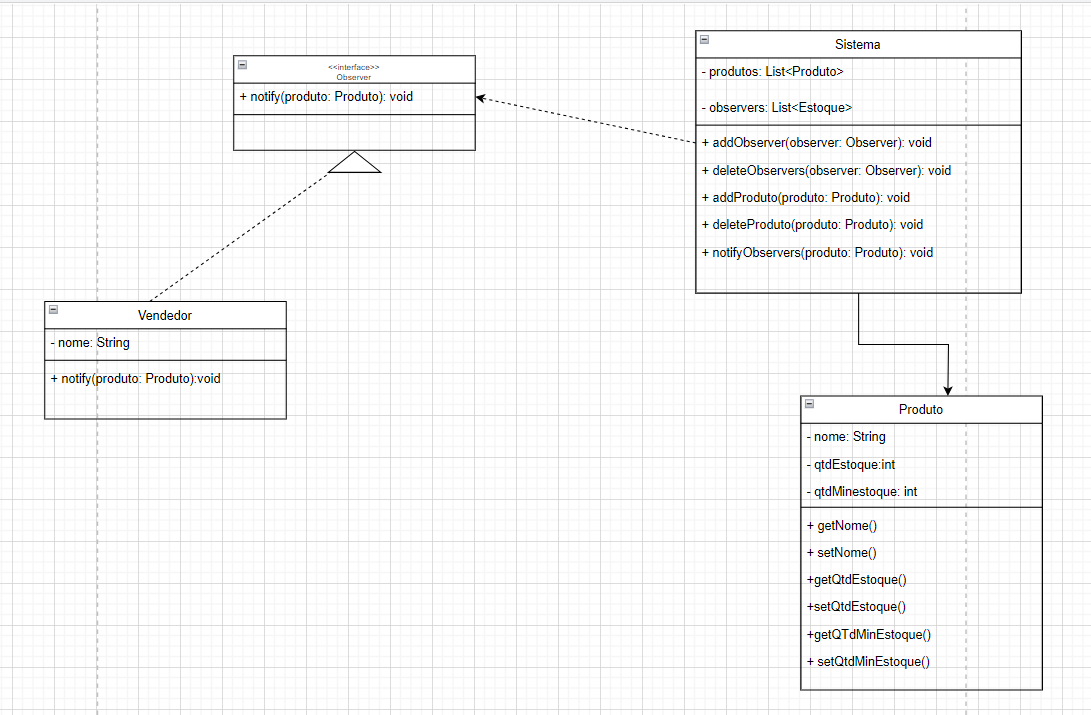 <<interface>>
Observer
+ notify(produto: Produto): void
Sistema
- produtos: List<Produto>
- observers: List<Estoque>
+ addObserver(observer: Observer): void
+ deleteObservers(observer: Observer): void
+ addProduto(produto: Produto): void
+ deleteProduto(produto: Produto): void
+ notifyObservers(produto: Produto): void
Vendedor
- nome: String
+ notify(produto: Produto):void
Produto
- nome: String
- qtdEstoque:int
- qtdMinestoque: int
+ getNome()
+ setNome()
+getQtdEstoque()
+setQtdEstoque()
+getQTdMinEstoque()
+ setQtdMinEstoque()